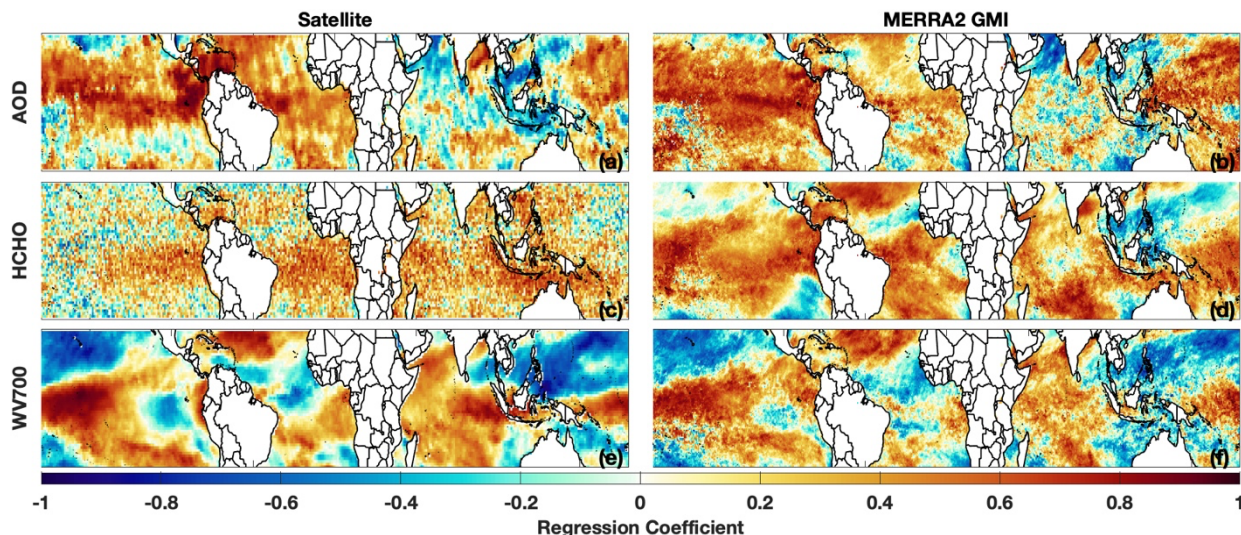 Satellite MERRA2 GMI
AOD
(a) (b)
HCHO
(c) (d)
WV700
(e) (f)
-1 -0.8 -0.6 -0.4 -0.2 0 0.2 0.4 0.6 0.8 1
Regression Coefficient